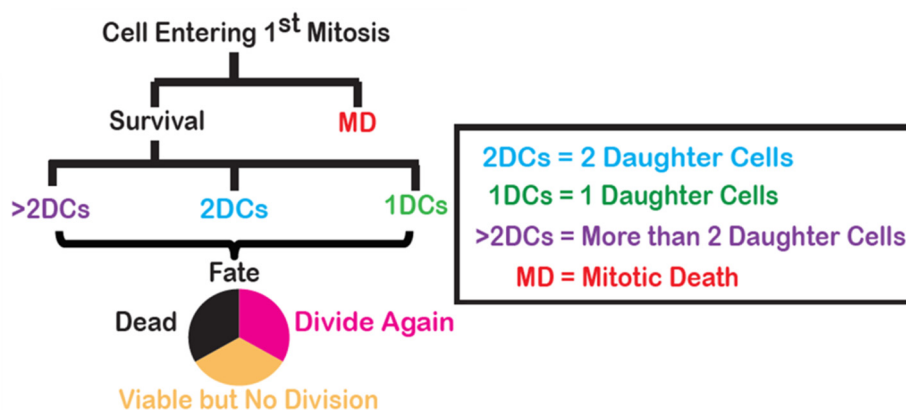 Cell Entering 1st Mitosis
Survival
MD
>2DCs
2DCs
1DCs
Fate
Dead
Divide Again
Viable but No Division
2DCs = 2 Daughter Cells
1DCs = 1 Daughter Cells
>2DCs = More than 2 Daughter Cells
MD = Mitotic Death